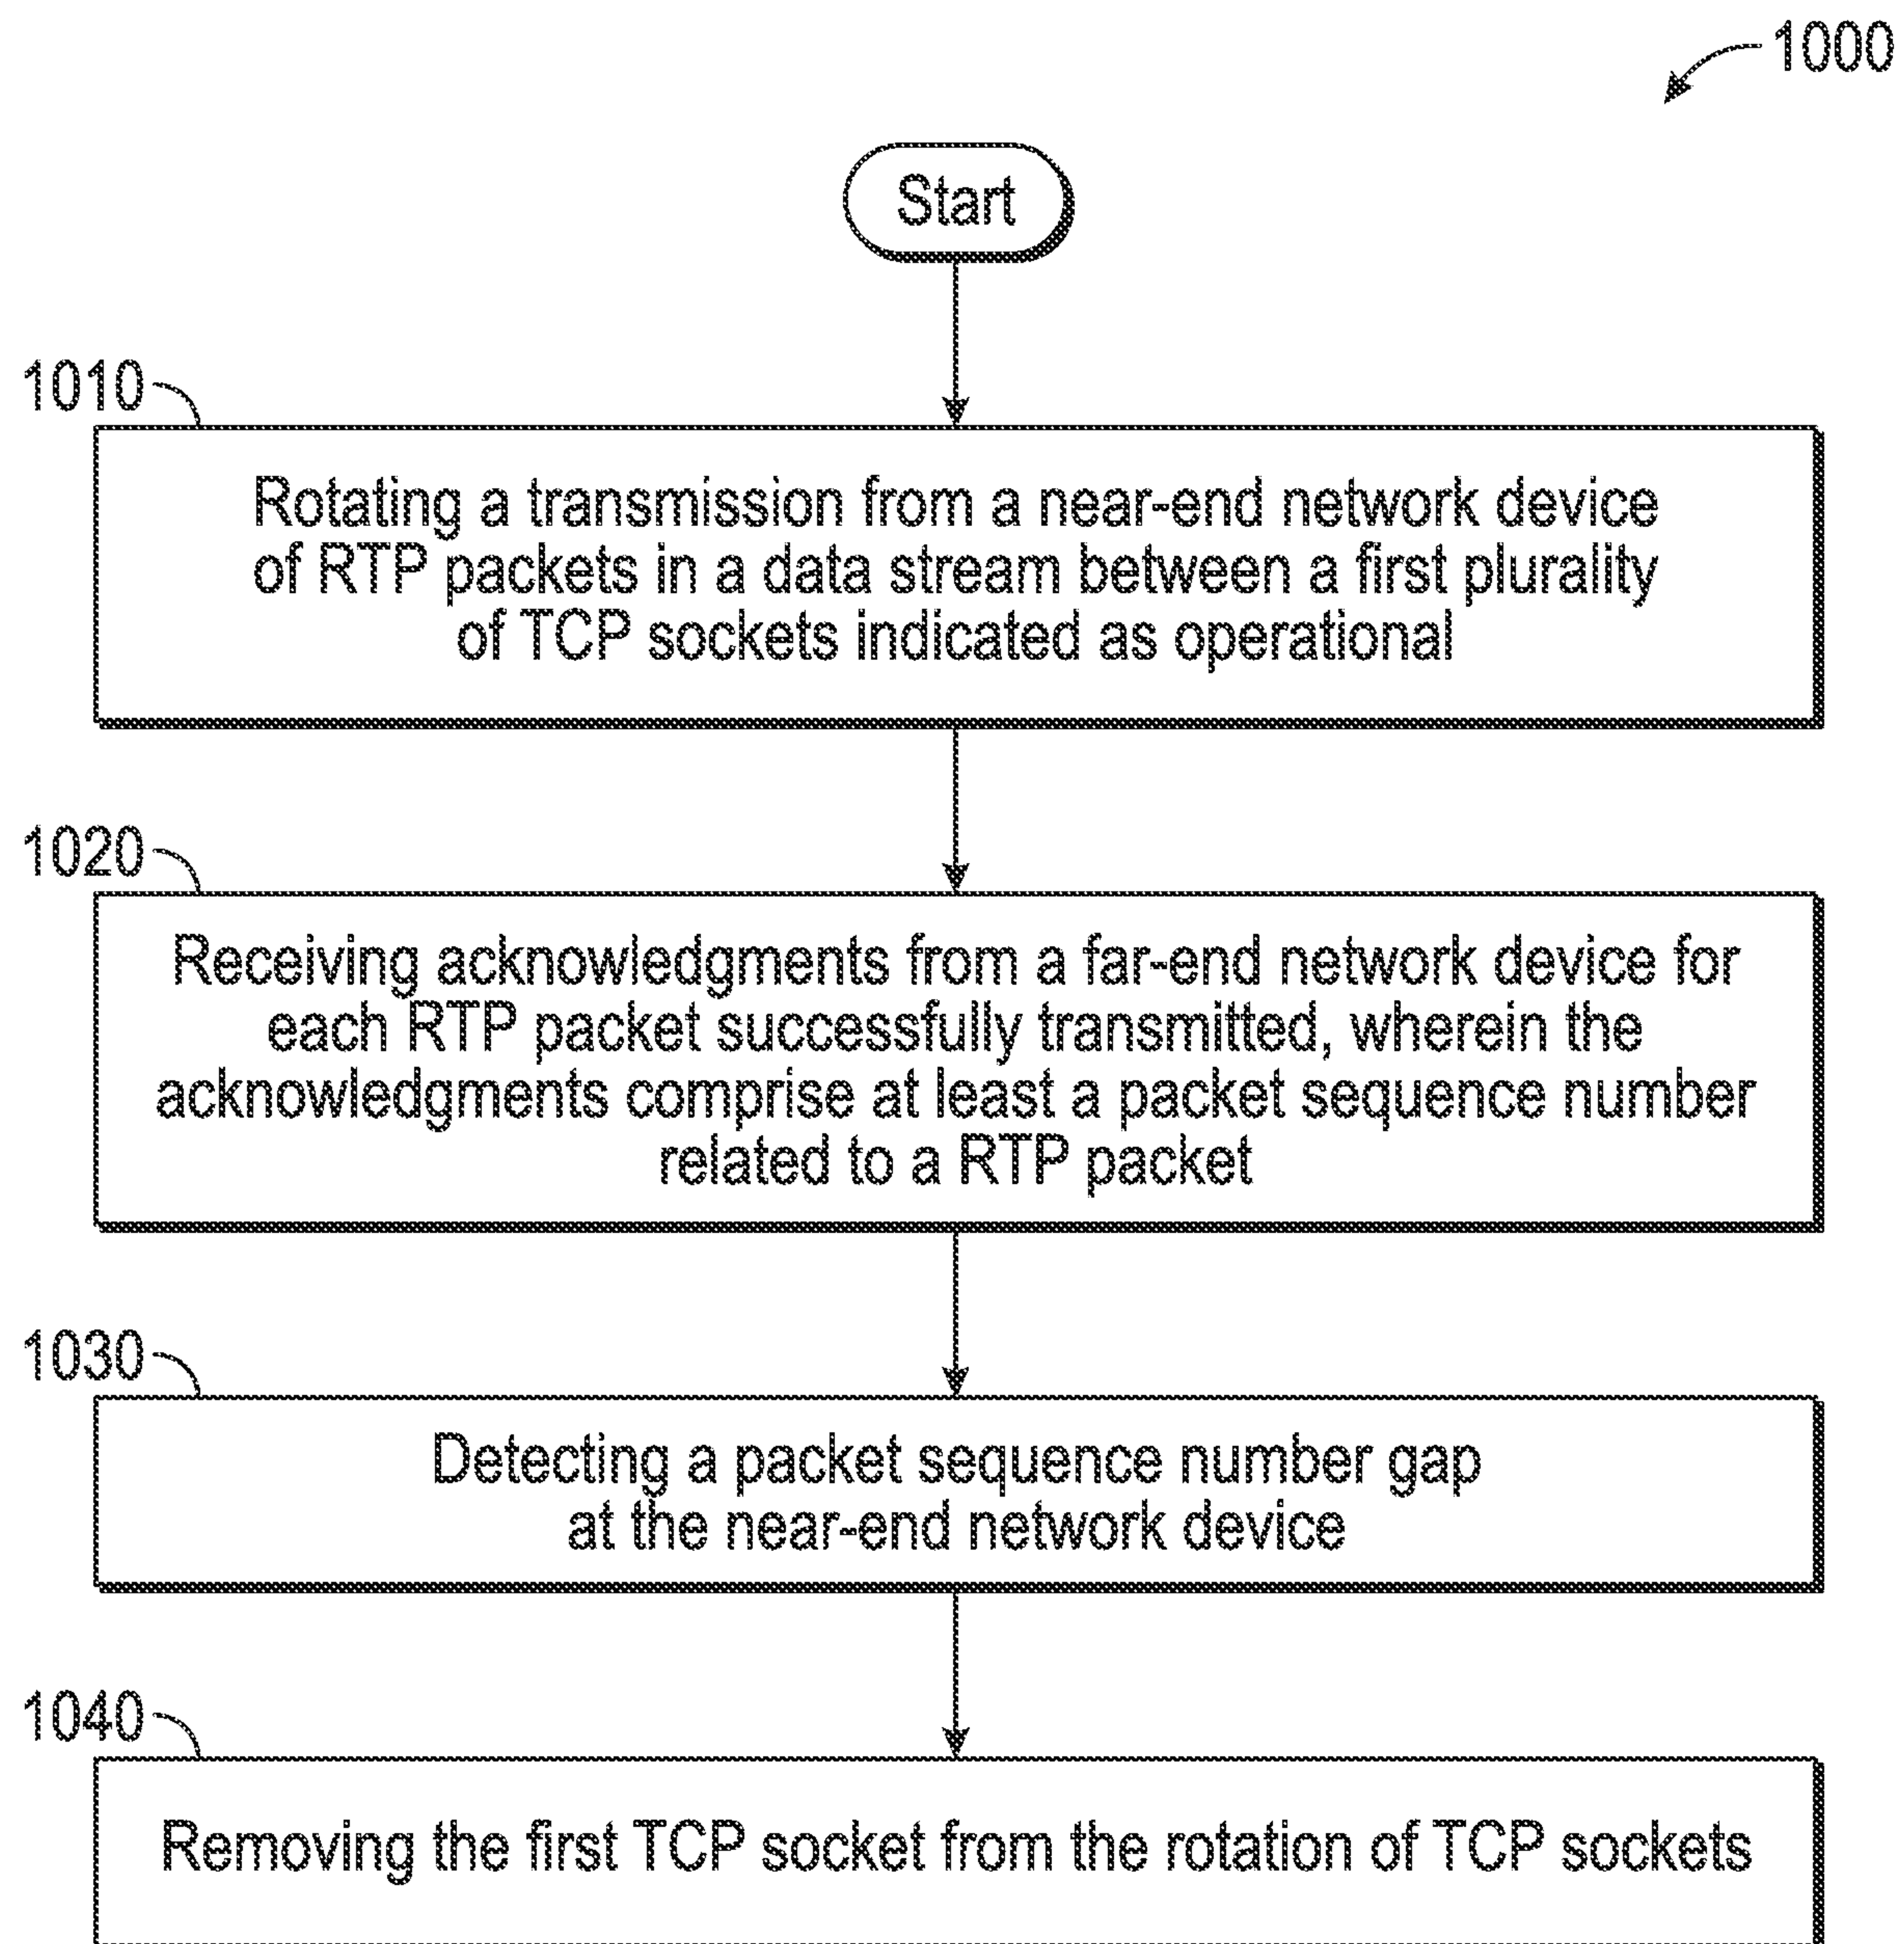 1000
Start
1010
Rotating a transmission from a near-end network device
of RTP packets in a data stream between a first plurality
of TCP sockets indicated as operational
1020
Receiving acknowledgments from a far-end network device for
each RTP packet successfully transmitted, wherein the
acknowledgments comprise at least a packet sequence number
related to a RTP packet
1030
Detecting a packet sequence number gap
at the near-end network device
1040
Removing the first TCP socket from the rotation of TCP sockets